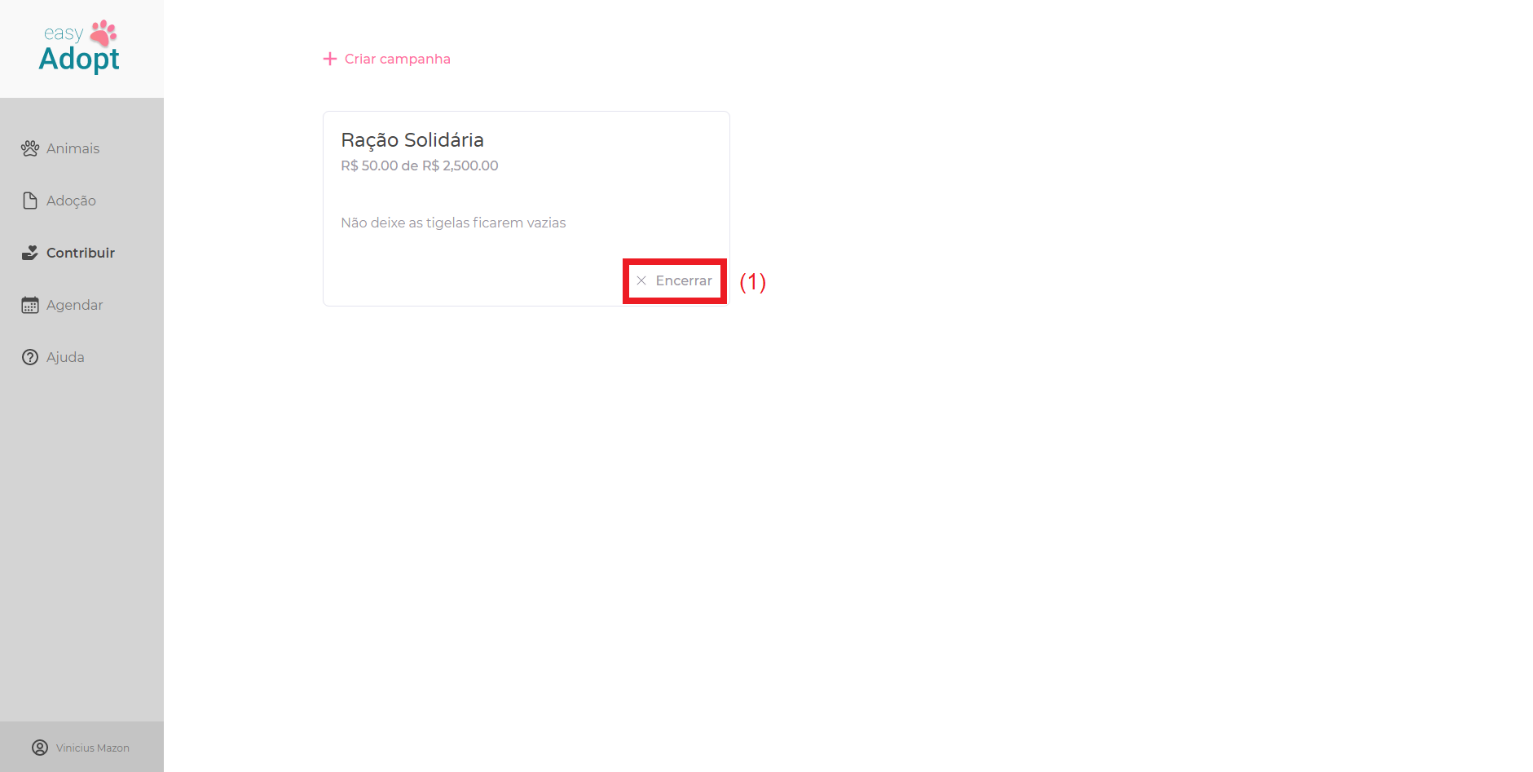 easy
Adopt
Animais
Adoção
Contribuir
Agendar
Ajuda
Vinicius Mazon
Criar campanha
Ração Solidária
R$ 50.00 de R$ 2,500.00
Não deixe as tigelas ficarem vazias
Encerrar (1)